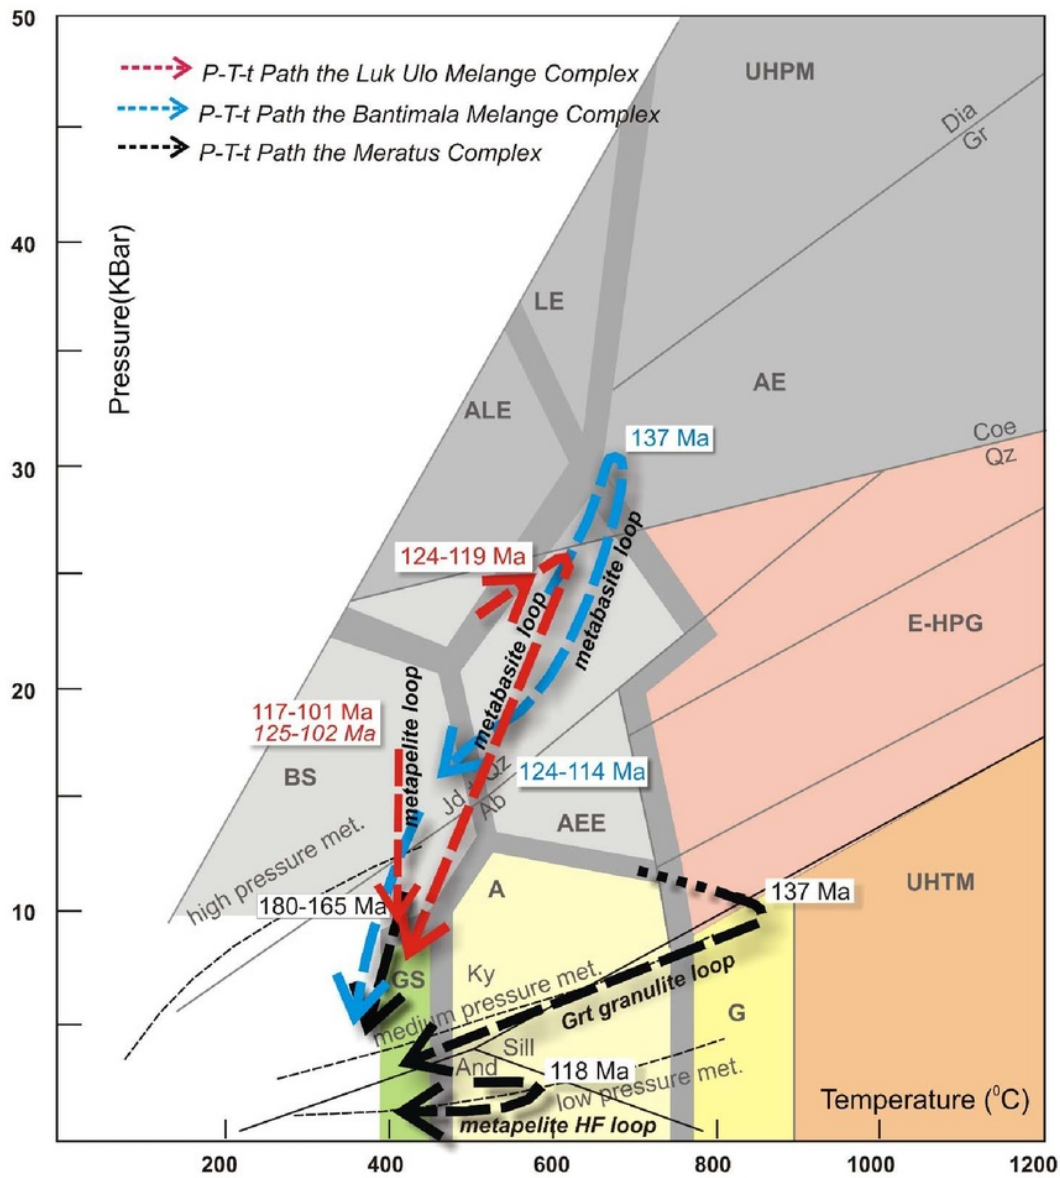 50
P-T-t Path the Luk Ulo Melange Complex
P-T-t Path the Bantimala Melange Complex
P-T-t Path the Meratus Complex
UHPM
Dia
Gr
Pressure(KBar)
40
LE
ALE
AE
Coe
Qz
137 Ma
30
124-119 Ma
metabasite loop
metabasite loop
E-HPG
20
117-101 Ma
125-102 Ma
metapelite loop
BS
Jd + Qz
Ab
124-114 Ma
AEE
high pressure met.
10
180-165 Ma
A
137 Ma
UHTM
GS
Ky
medium pressure met.
Grt granulite loop
G
Sill
And
118 Ma
low pressure met.
metapelite HF loop
Temperature (⁰C)
200
400
600
800
1000
1200